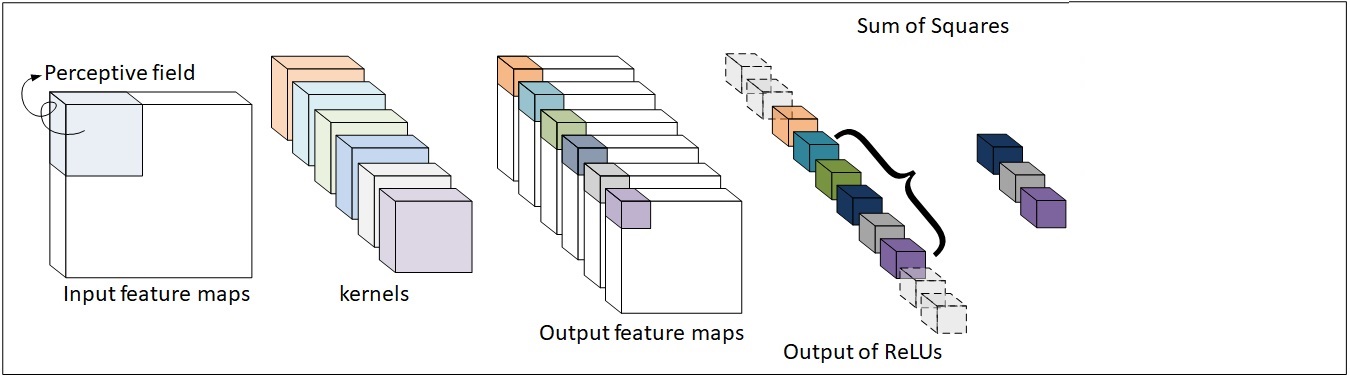 Sum of Squares
Perceptive field
Input feature maps
kernels
Output feature maps
Output of ReLUs